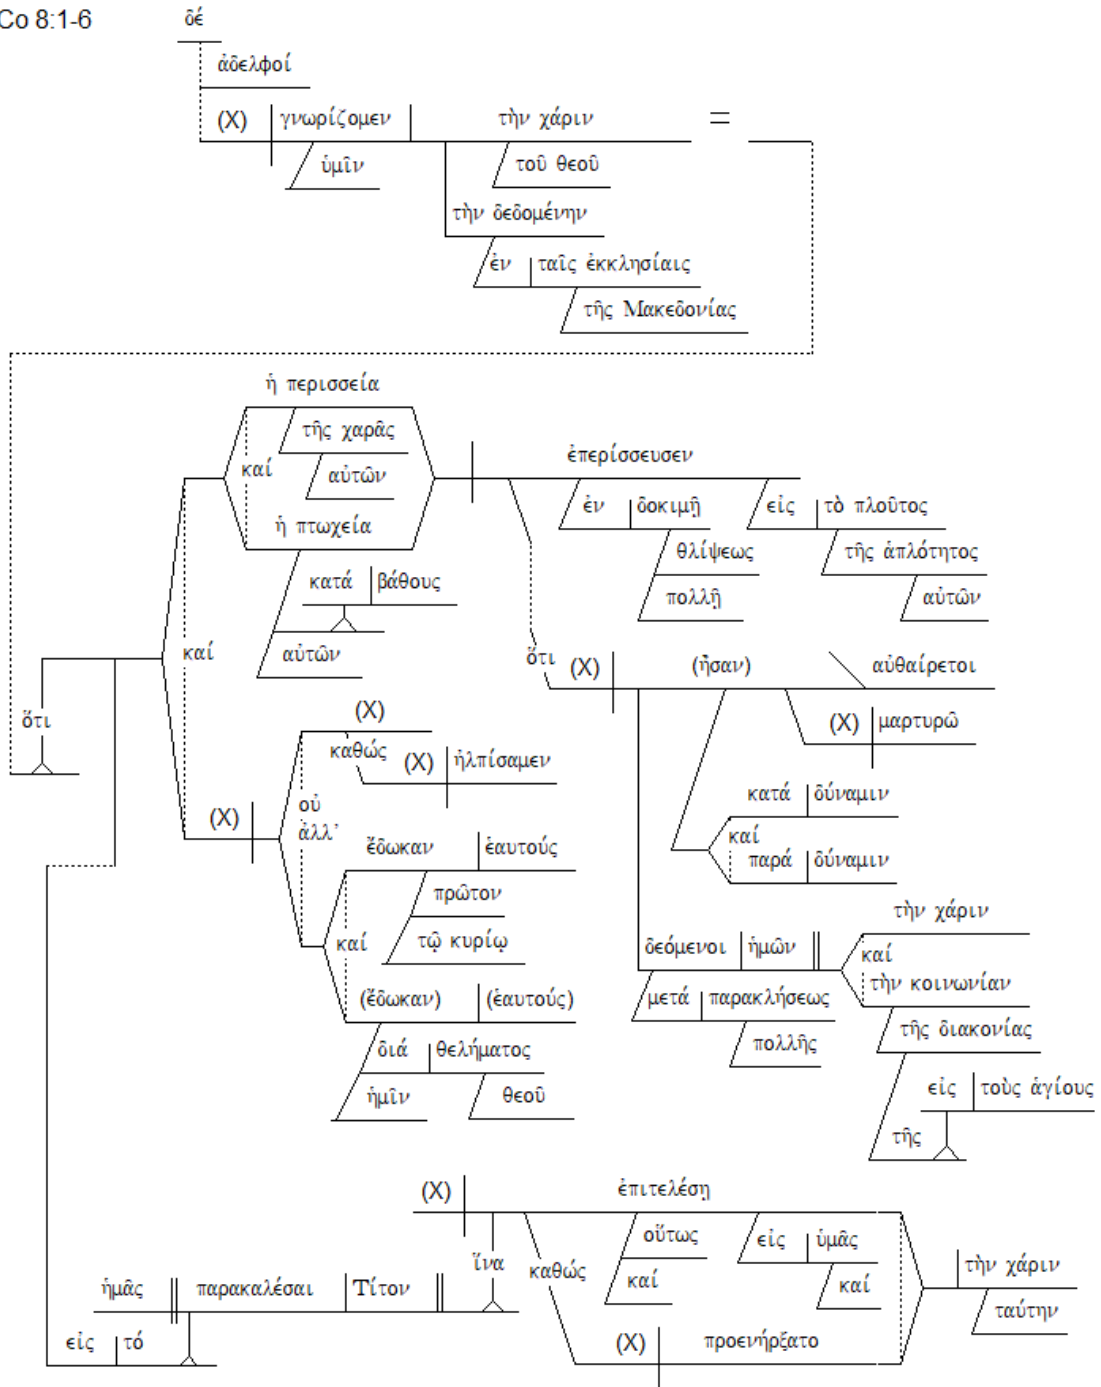 Co 8:1-6
δέ
ἀδελφοί
(X) γνωρίζομεν τὴν χάριν =
ὑμῖν τοῦ θεοῦ
τὴν δεδομένην
ἐν ταῖς ἐκκλησίαις
τῆς Μακεδονίας
ἡ περισσεία
τῆς χαρᾶς
καί αὐτῶν
ἐπερίσσευσεν
ἐν δοκιμῇ εἰς τὸ πλοῦτος
ἡ πτωχεία
θλίψεως τῆς ἁπλότητος
κατά βάθους
πολλῇ αὐτῶν
καί αὐτῶν
ὅτι (X) (ἦσαν) αὐθαίρετοι
ὅτι
(X)
(X) μαρτυρῶ
καθώς (X) ἠλπίσαμεν
κατά δύναμιν
(X) οὐ
ἀλλ’
καί
ἔδωκαν ἑαυτούς
παρά δύναμιν
πρῶτον
τὴν χάριν
καί τῷ κυρίῳ
δεόμενοι ἡμῶν καί
τὴν κοινωνίαν
(ἔδωκαν) (ἑαυτούς)
μετά παρακλήσεως
τῆς διακονίας
διά θελήματος
πολλῆς
ἡμῖν θεοῦ
εἰς τοὺς ἁγίους
τῆς
(X) ἐπιτελέσῃ
οὕτως εἰς ὑμᾶς
ἵνα καθώς
καί καί
τὴν χάριν
ἡμᾶς παρακαλέσαι Τίτον
ταύτην
εἰς τό
(X) προενήρξατο